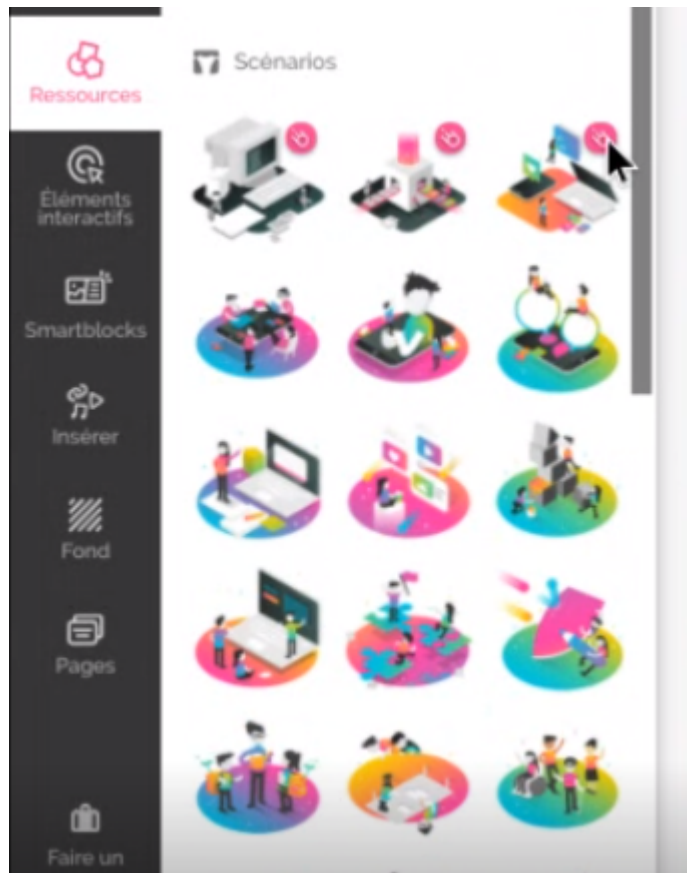 Ressources
Scénarios
Éléments
interactifs
Smartblocks
Insérer
Fond
Pages
Faire un